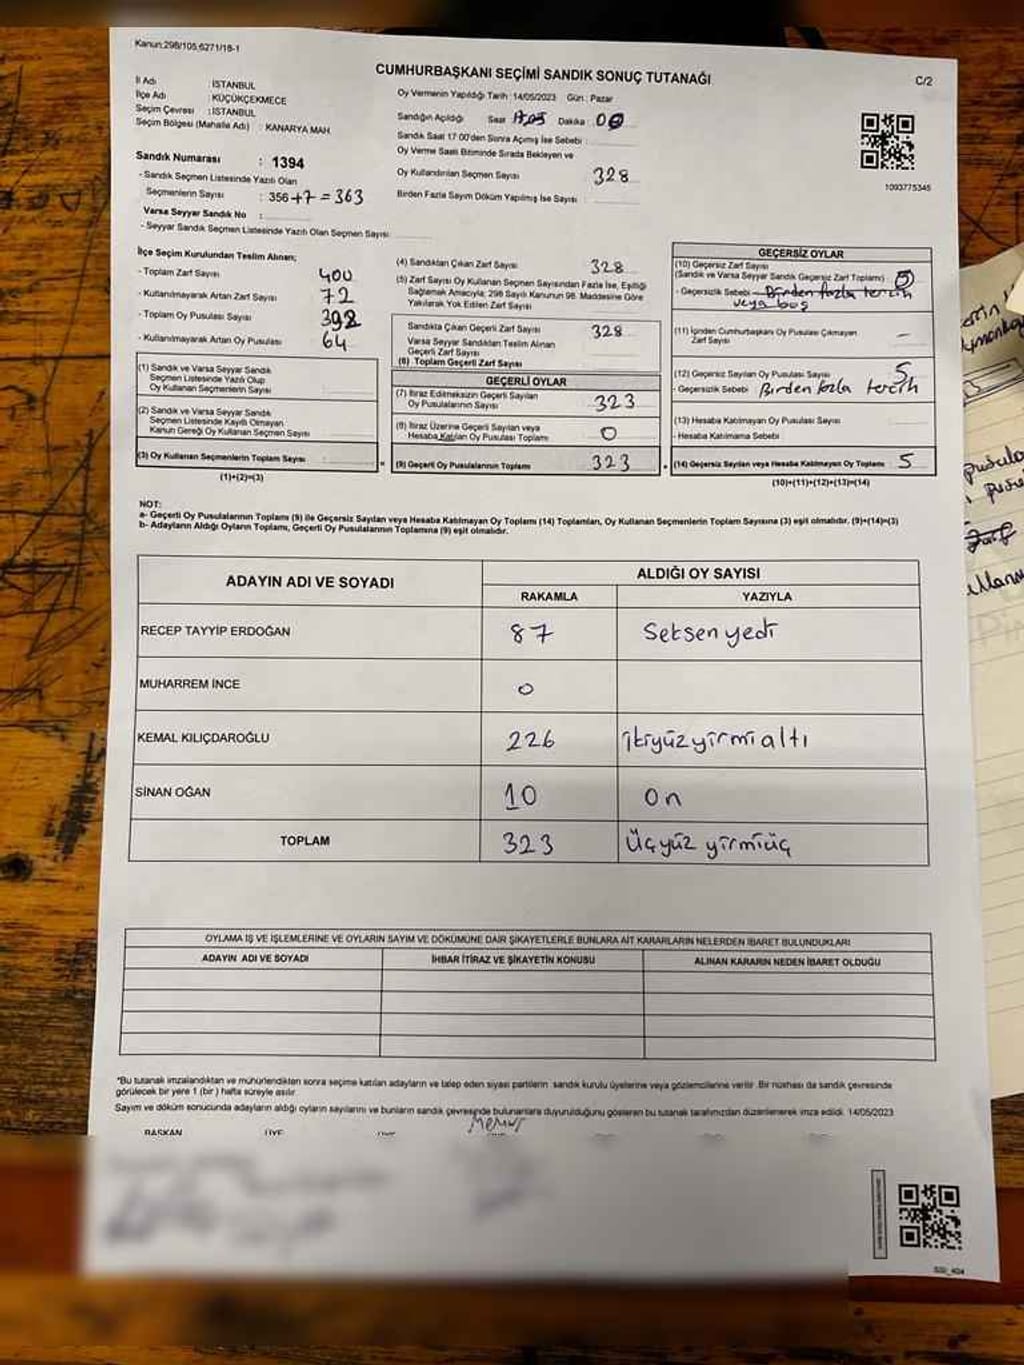 Kanun:298/105,6271/18-1
CUMHURBAŞKANI SEÇİMİ SANDIK SONUÇ TUTANAĞI
C/2
İl Adı : İSTANBUL
İlçe Adı : KÜÇÜKÇEKMECE
Seçim Çevresi : İSTANBUL
Seçim Bölgesi (Mahalle Adı) : KANARYA MAH.
Sandık Numarası : 1394
- Sandık Seçmen Listesinde Yazılı Olan
Seçmenlerin Sayısı : 356 +7 = 363
Varsa Seyyar Sandık No :
- Seyyar Sandık Seçmen Listesinde Yazılı Olan Seçmen Sayısı
Oy Vermenin Yapıldığı Tarih : 14/05/2023 Gün : Pazar
Sandığın Açıldığı Saat Dakika : 00
Sandık Saat 17:00'den Sonra Açımış İse Sebebi :
Oy Verme Saati Bitiminde Sırada Bekleyen ve
Oy Kullandırılan Seçmen Sayısı 328
Birden Fazla Sayım Döküm Yapılmış İse Sayısı
1093775345
İlçe Seçim Kurulundan Teslim Alınan;
- Toplam Zarf Sayısı 400
- Kullanılmayarak Artan Zarf Sayısı 72
- Toplam Oy Pusulası Sayısı 392
- Kullanılmayarak Artan Oy Pusulası 64
(1) Sandık ve Varsa Seyyar Sandık
Seçmen Listesinde Yazılı Olup
Oy Kullanan Seçmenlerin Sayısı
(2) Sandık ve Varsa Seyyar Sandık
Seçmen Listesinde Kayıtlı Olmayan
Kanun Gereği Oy Kullanan Seçmen Sayısı
(3) Oy Kullanan Seçmenlerin Toplam Sayısı :
(1)+(2)=(3)
(4) Sandıktan Çıkan Zarf Sayısı 328
(5) Zarf Sayısı Oy Kullanan Seçmen Sayısından Fazla İse, Eşitliği
Sağlamak Amacıyla; 298 Sayılı Kanunun 98. Maddesine Göre
Yakılarak Yok Edilen Zarf Sayısı
Sandıkta Çıkan Geçerli Zarf Sayısı 328
Varsa Seyyar Sandıktan Teslim Alınan
Geçerli Zarf Sayısı
(6) Toplam Geçerli Zarf Sayısı
GEÇERLİ OYLAR
(7) İtiraz Edilmeksizin Geçerli Sayılan
Oy Pusulalarının Sayısı 323
(8) İtiraz Üzerine Geçerli Sayılan veya
Hesaba Katılan Oy Pusulası Toplamı 0
(9) Geçerli Oy Pusulalarının Toplamı 323
GEÇERSİZ OYLAR
(10) Geçersiz Zarf Sayısı
(Sandık ve Varsa Seyyar Sandık Geçersiz Zarf Toplamı)
- Geçersizlik Sebebi Birden fazla tercih
veya boş
(11) İçinden Cumhurbaşkanı Oy Pusulası Çıkmayan
Zarf Sayısı –
(12) Geçersiz Sayılan Oy Pusulası Sayısı 5
- Geçersizlik Sebebi Birden fazla tercih
(13) Hesaba Katılmayan Oy Pusulası Sayısı
- Hesaba Katılmama Sebebi
(14) Geçersiz Sayılan veya Hesaba Katılmayan Oy Toplamı 5
(10)+(11)+(12)+(13)=(14)
NOT:
a- Geçerli Oy Pusulalarının Toplamı (9) ile Geçersiz Sayılan veya Hesaba Katılmayan Oy Toplamı (14) Toplamları, Oy Kullanan Seçmenlerin Toplam Sayısına (3) eşit olmalıdır. (9)+(14)=(3)
b- Adayların Aldığı Oyların Toplamı, Geçerli Oy Pusulalarının Toplamına (9) eşit olmalıdır.
ADAYIN ADI VE SOYADI
ALDIĞI OY SAYISI
RAKAMLA YAZIYLA
RECEP TAYYİP ERDOĞAN 87 Seksenyedi
MUHARREM İNCE 0
KEMAL KILIÇDAROĞLU 226 ikiyüzyirmialtı
SİNAN OĞAN 10 On
TOPLAM 323 Üçyüz yirmiüç
OYLAMA İŞ VE İŞLEMLERİNE VE OYLARIN SAYIM VE DÖKÜMÜNE DAİR ŞİKAYETLERLE BUNLARA AİT KARARLARIN NELERDEN İBARET BULUNDUKLARI
ADAYIN ADI VE SOYADI İHBAR İTİRAZ VE ŞİKAYETİN KONUSU ALINAN KARARIN NEDEN İBARET OLDUĞU
*Bu tutanak imzalandıktan ve mühürlendikten sonra seçime katılan adayların ve talep eden siyasi partilerin sandık kurulu üyelerine veya gözlemcilerine verilir. Bir nüshası da sandık çevresinde
görülecek bir yere 1 (bir) hafta süreyle asılır.
Sayım ve döküm sonucunda adayların aldığı oyların sayılarını ve bunların sandık çevresinde bulunanlara duyurulduğunu gösteren bu tutanak tarafımızdan düzenlenerek imza edildi. 14/05/2023
Memur
BAŞKAN ÜYE